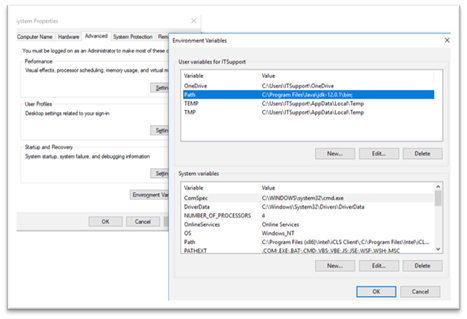 System Properties
Computer Name Hardware Advanced System Protection
You must be logged on as an Administrator to make most of these
Performance
Visual effects, processor scheduling, memory usage, and virtual
User Profiles
Desktop settings related to your sign-in
Startup and Recovery
System startup, system failure, and debugging information
OK Cancel
Environment Variables
User variables for ITSupport
Variable Value
OneDrive C:\Users\ITSupport\OneDrive
Path C:\Program Files\Java\jdk-12.0.1\bin;
TEMP C:\Users\ITSupport\AppData\Local\Temp
TMP C:\Users\ITSupport\AppData\Local\Temp
New... Edit... Delete
System variables
Variable Value
ComSpec C:\WINDOWS\system32\cmd.exe
DriverData C:\Windows\System32\Drivers\DriverData
NUMBER_OF_PROCESSORS 4
OnlineServices Online Services
OS Windows_NT
Path C:\Program Files (x86)\Intel\iCLS Client\;C:\Program Files\Intel\iCL...
PATHEXT .COM;.EXE;.BAT;.CMD;.VBS;.VBE;.JS;.JSE;.WSF;.WSH;.MSC
New... Edit... Delete
OK Cancel